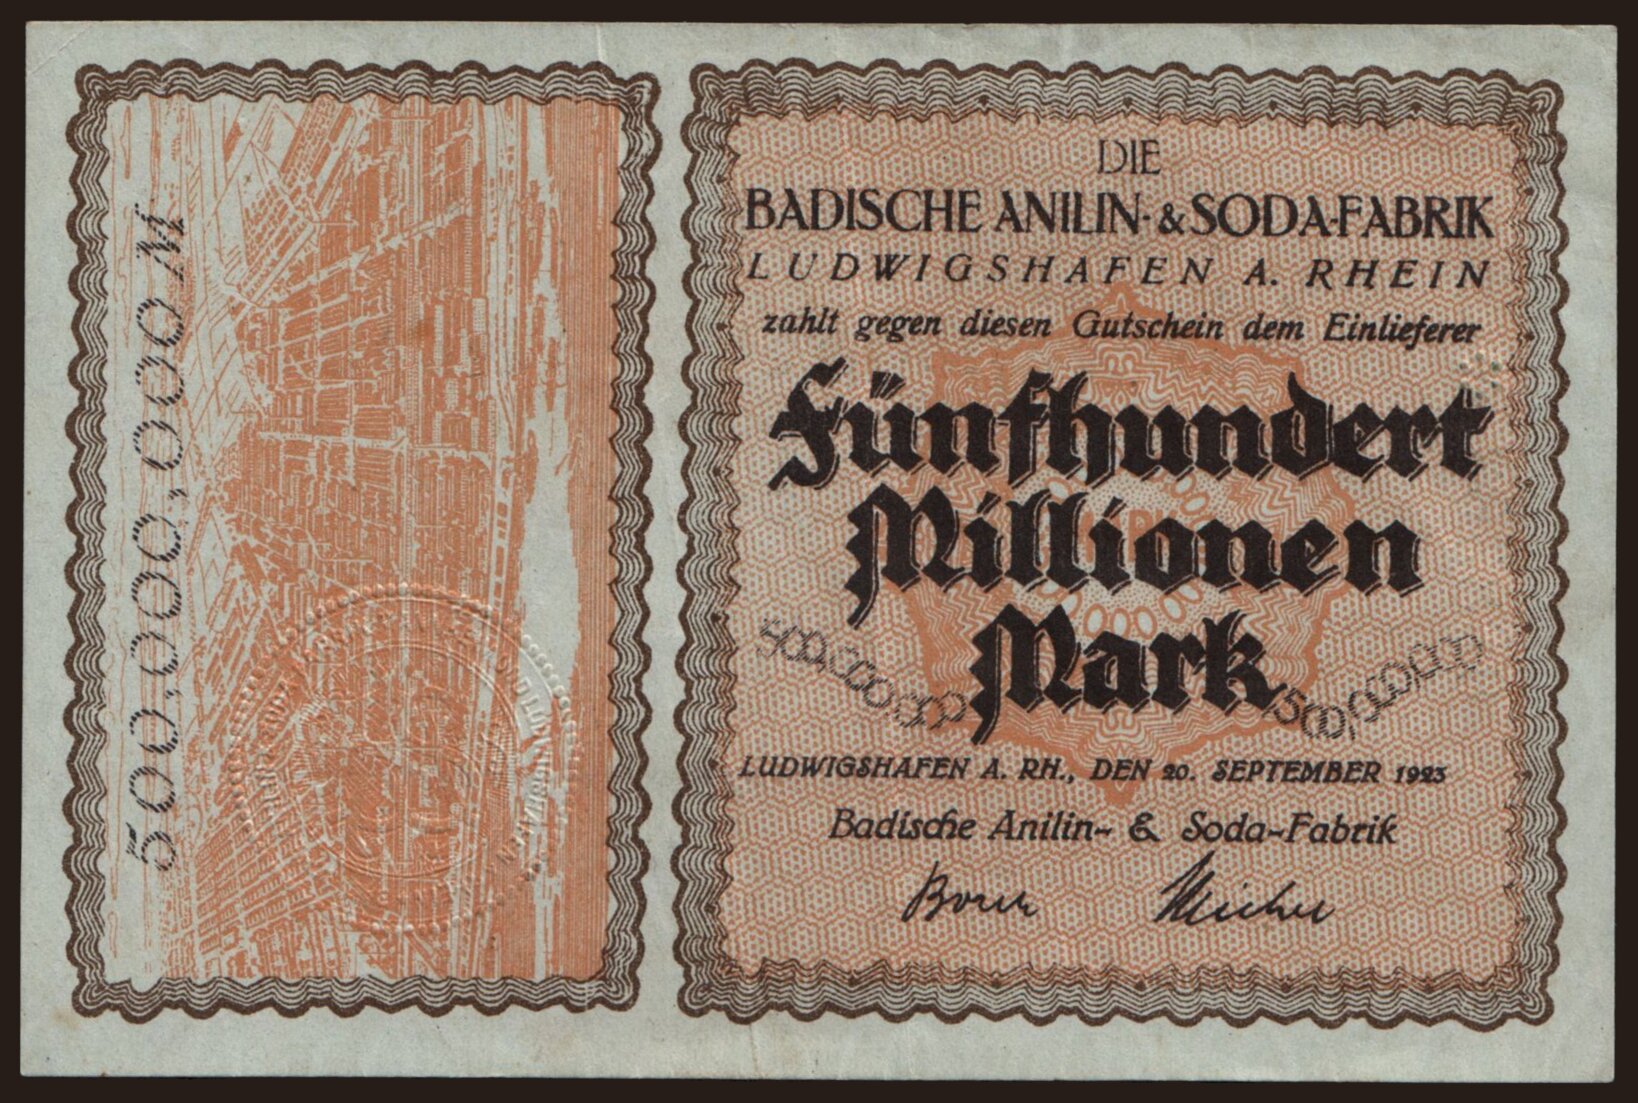 500.000.000 M
DIE
BADISCHE ANILIN- & SODA-FABRIK
LUDWIGSHAFEN A. RHEIN
zahlt gegen diesen Gutschein dem Einlieferer
Fünfhundert
Millionen
Mark
500,000,000 500,000,000
LUDWIGSHAFEN A. RH., DEN 20. SEPTEMBER 1923
Badische Anilin- & Soda-Fabrik